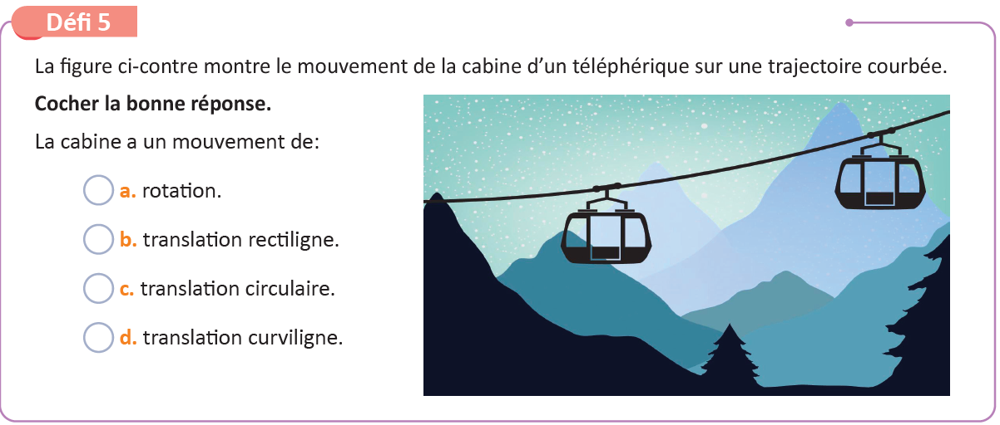 Défi 5
La figure ci-contre montre le mouvement de la cabine d’un téléphérique sur une trajectoire courbée.
Cocher la bonne réponse.
La cabine a un mouvement de:
a. rotation.
b. translation rectiligne.
c. translation circulaire.
d. translation curviligne.